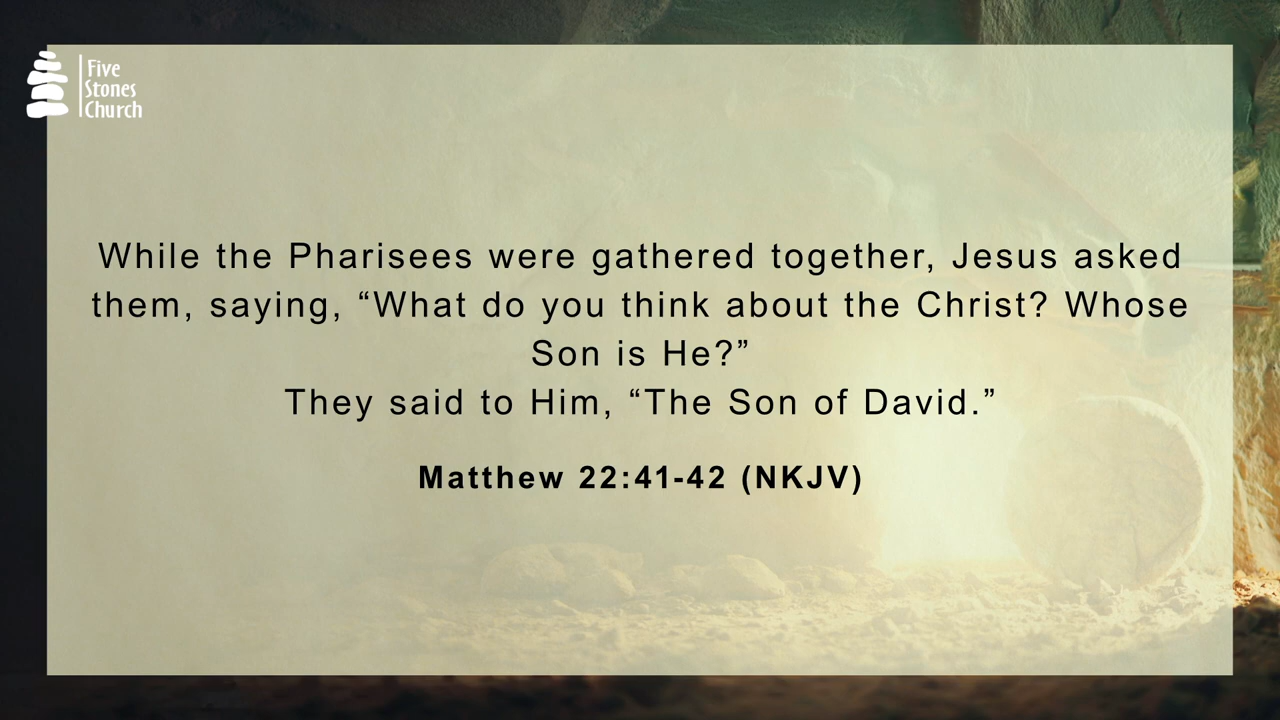 Five
Stones
Church
While the Pharisees were gathered together, Jesus asked
them, saying, “What do you think about the Christ? Whose
Son is He?”
They said to Him, “The Son of David.”
Matthew 22:41-42 (NKJV)